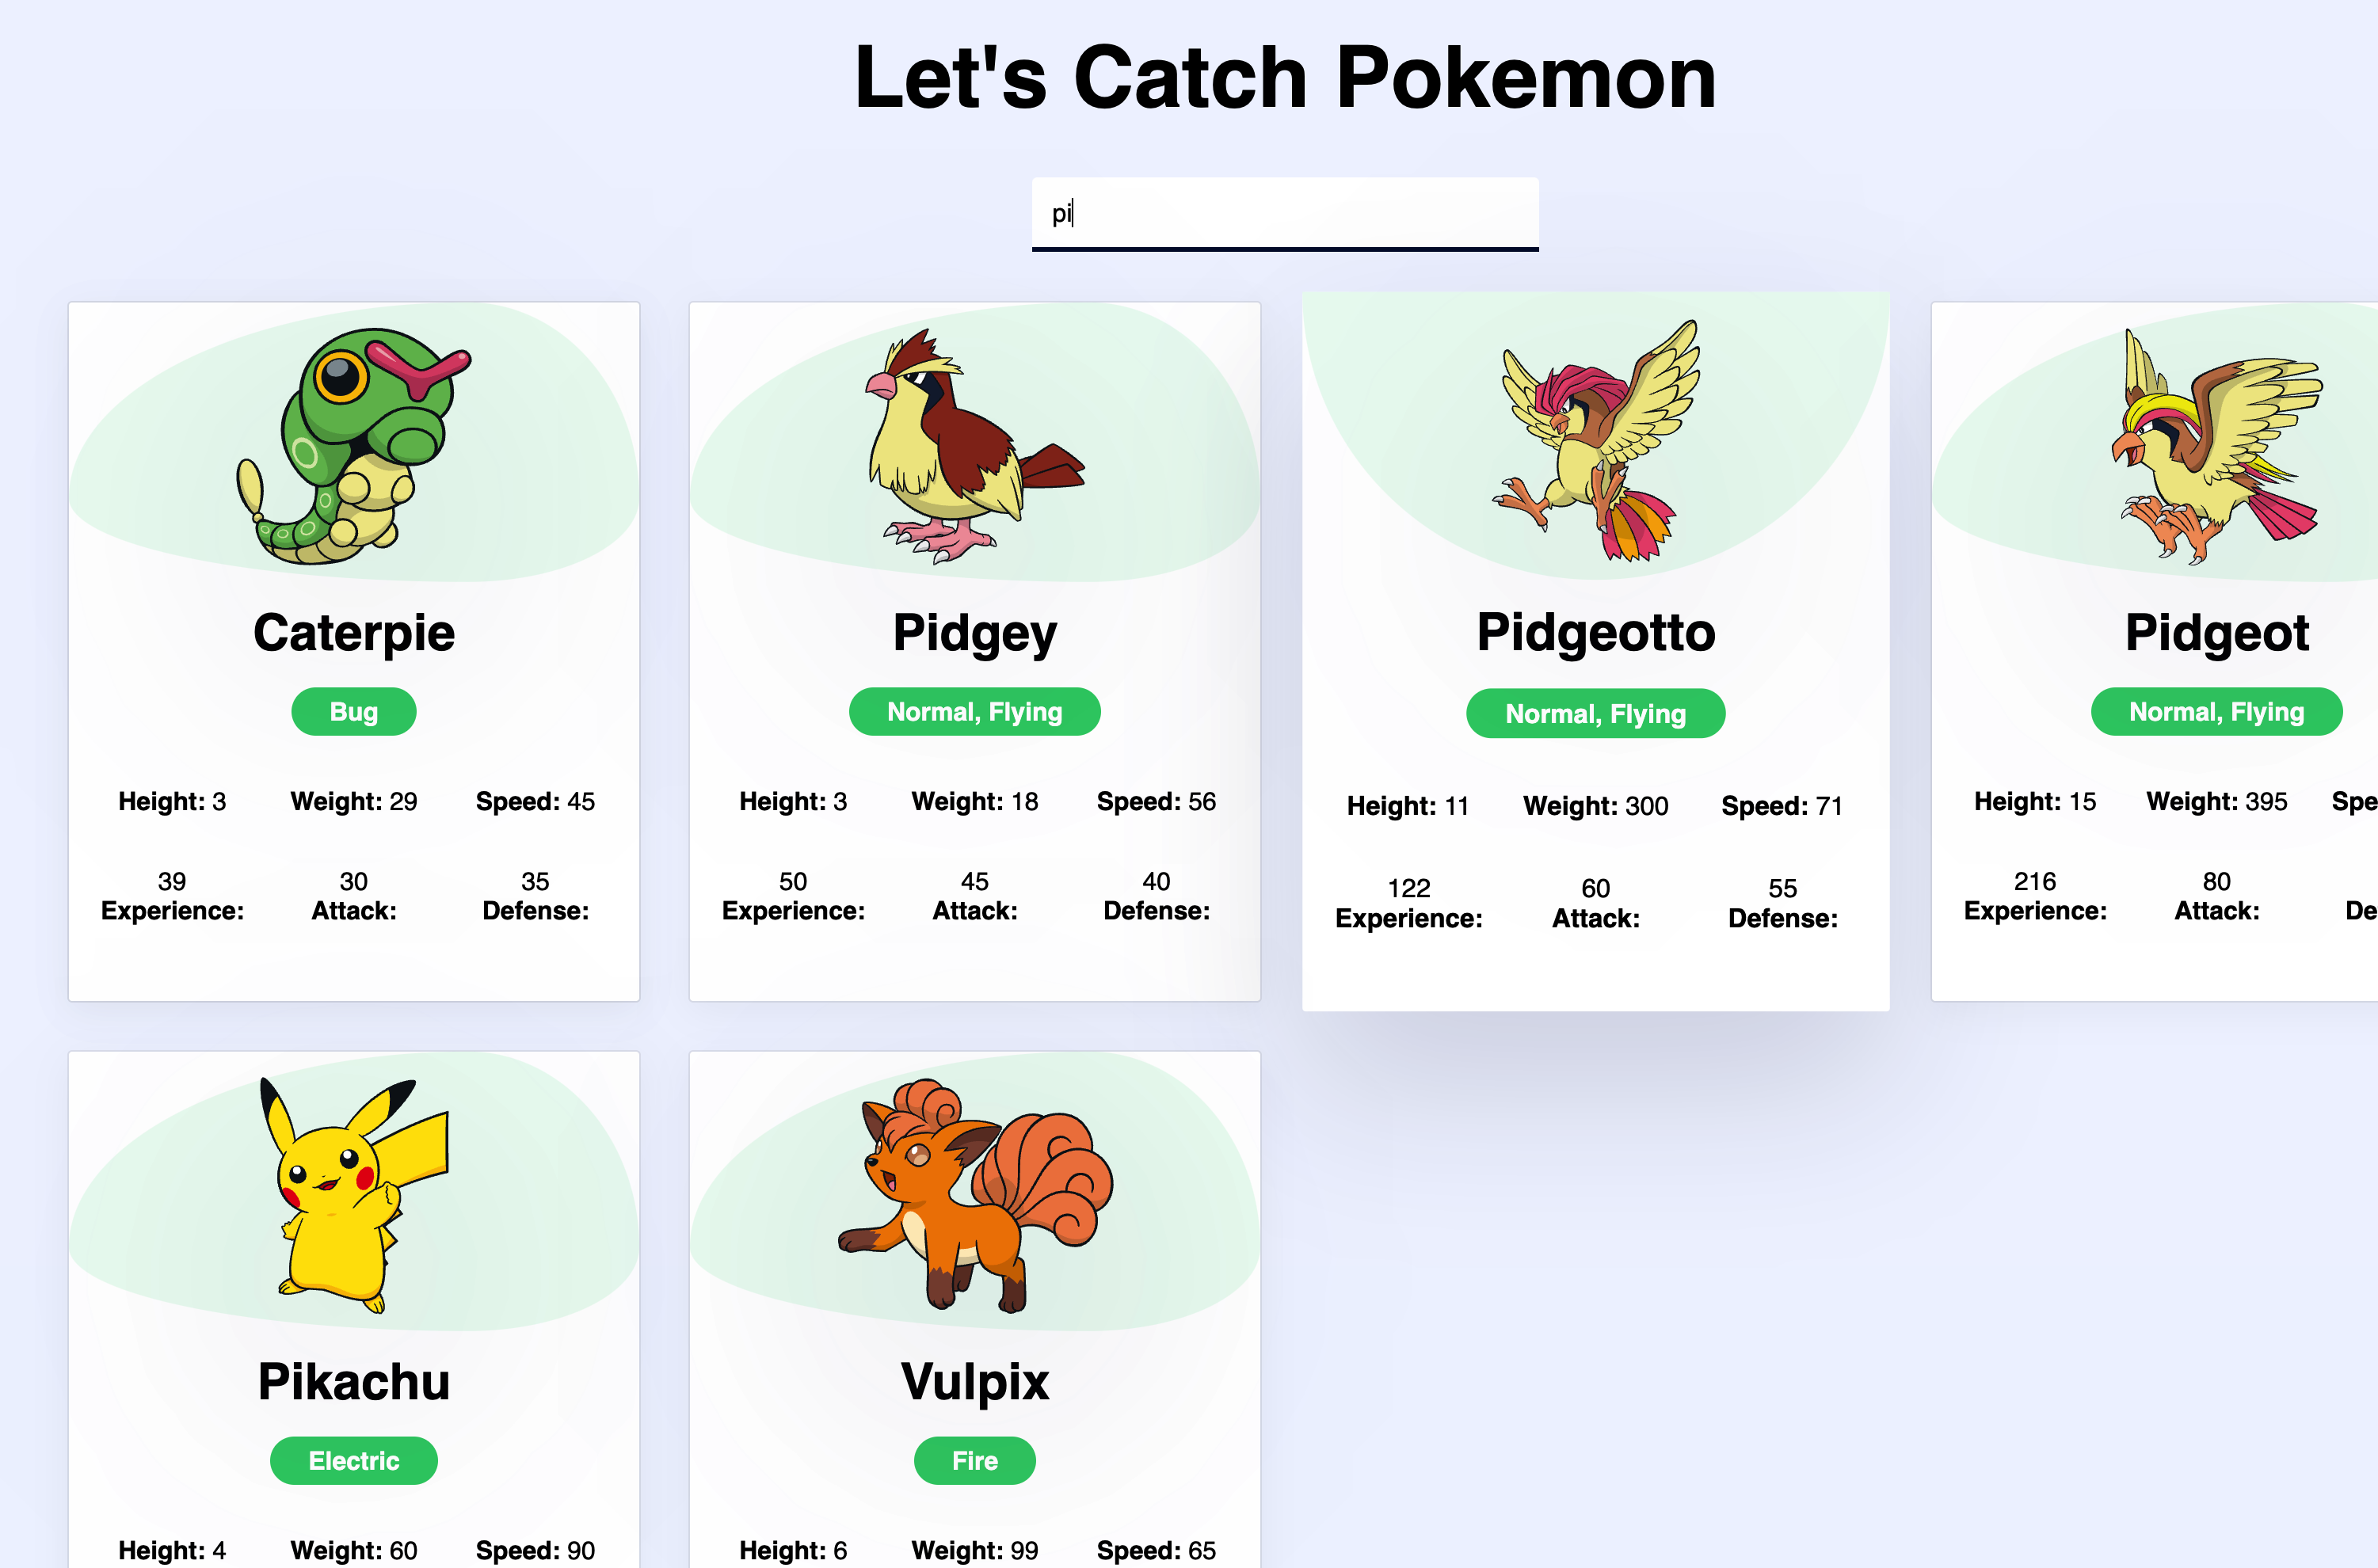 Let's Catch Pokemon
pi
Caterpie
Bug
Height: 3 Weight: 29 Speed: 45
39 30 35
Experience: Attack: Defense:
Pidgey
Normal, Flying
Height: 3 Weight: 18 Speed: 56
50 45 40
Experience: Attack: Defense:
Pidgeotto
Normal, Flying
Height: 11 Weight: 300 Speed: 71
122 60 55
Experience: Attack: Defense:
Pidgeot
Normal, Flying
Height: 15 Weight: 395 Spe
216 80
Experience: Attack: De
Pikachu
Electric
Height: 4 Weight: 60 Speed: 90
Vulpix
Fire
Height: 6 Weight: 99 Speed: 65